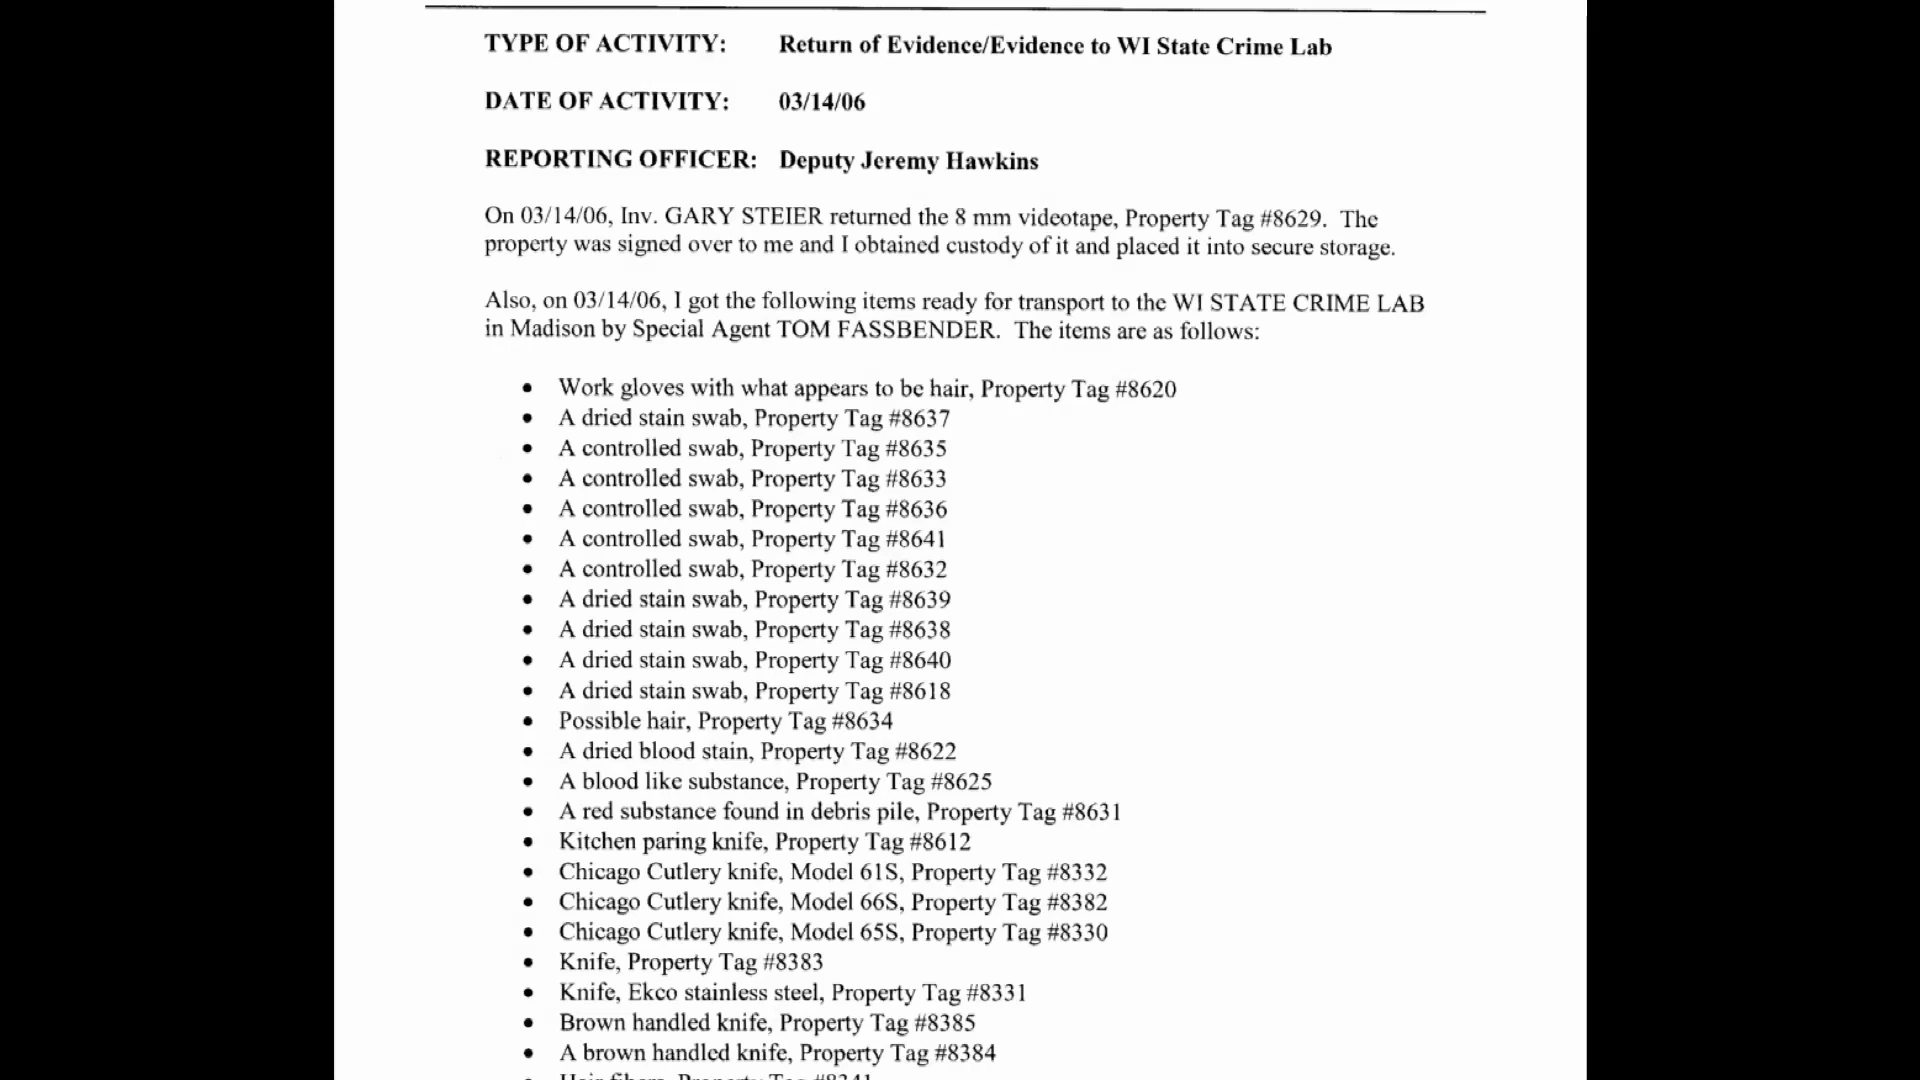 TYPE OF ACTIVITY: Return of Evidence/Evidence to WI State Crime Lab
DATE OF ACTIVITY: 03/14/06
REPORTING OFFICER: Deputy Jeremy Hawkins
On 03/14/06, Inv. GARY STEIER returned the 8 mm videotape, Property Tag #8629. The
property was signed over to me and I obtained custody of it and placed it into secure storage.
Also, on 03/14/06, I got the following items ready for transport to the WI STATE CRIME LAB
in Madison by Special Agent TOM FASSBENDER. The items are as follows:
• Work gloves with what appears to be hair, Property Tag #8620
• A dried stain swab, Property Tag #8637
• A controlled swab, Property Tag #8635
• A controlled swab, Property Tag #8633
• A controlled swab, Property Tag #8636
• A controlled swab, Property Tag #8641
• A controlled swab, Property Tag #8632
• A dried stain swab, Property Tag #8639
• A dried stain swab, Property Tag #8638
• A dried stain swab, Property Tag #8640
• A dried stain swab, Property Tag #8618
• Possible hair, Property Tag #8634
• A dried blood stain, Property Tag #8622
• A blood like substance, Property Tag #8625
• A red substance found in debris pile, Property Tag #8631
• Kitchen paring knife, Property Tag #8612
• Chicago Cutlery knife, Model 61S, Property Tag #8332
• Chicago Cutlery knife, Model 66S, Property Tag #8382
• Chicago Cutlery knife, Model 65S, Property Tag #8330
• Knife, Property Tag #8383
• Knife, Ekco stainless steel, Property Tag #8331
• Brown handled knife, Property Tag #8385
• A brown handled knife, Property Tag #8384
• Hair fibers, Property Tag #8341